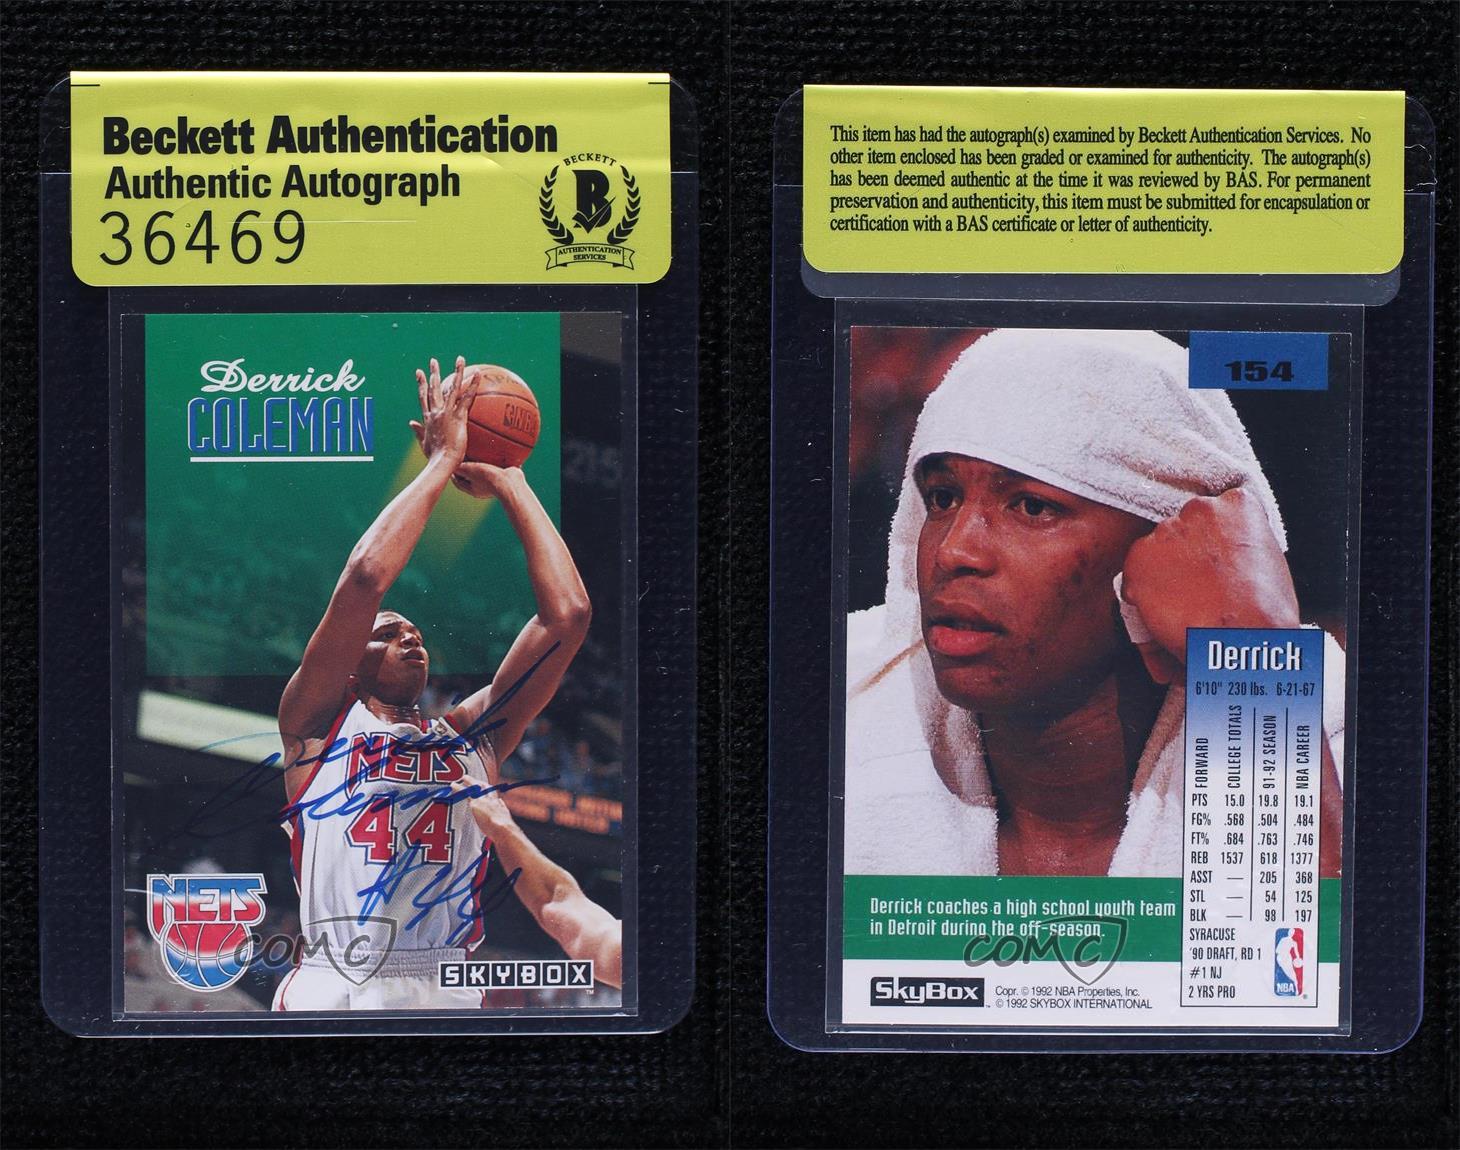 Beckett Authentication
Authentic Autograph
36469
BECKETT
B
AUTHENTICATION
SERVICES
Derrick
COLEMAN
NBA
215
Derrick
Coleman
#44
NETS
44
NETS
COMC
SKYBOX
This item has had the autograph(s) examined by Beckett Authentication Services. No
other item enclosed has been graded or examined for authenticity. The autograph(s)
has been deemed authentic at the time it was reviewed by BAS. For permanent
preservation and authenticity, this item must be submitted for encapsulation or
certification with a BAS certificate or letter of authenticity.
154
Derrick
6'10" 230 lbs. 6-21-67
FORWARD COLLEGE TOTALS 91-92 SEASON NBA CAREER
PTS 15.0 19.8 19.1
FG% .568 .504 .484
FT% .684 .763 .746
REB 1537 618 1377
ASST — 205 368
STL — 54 125
BLK — 98 197
SYRACUSE
'90 DRAFT, RD 1
#1 NJ
2 YRS PRO
NBA
Derrick coaches a high school youth team
in Detroit during the off-season.
COMC
SkyBox
Copr. © 1992 NBA Properties, Inc.
© 1992 SKYBOX INTERNATIONAL